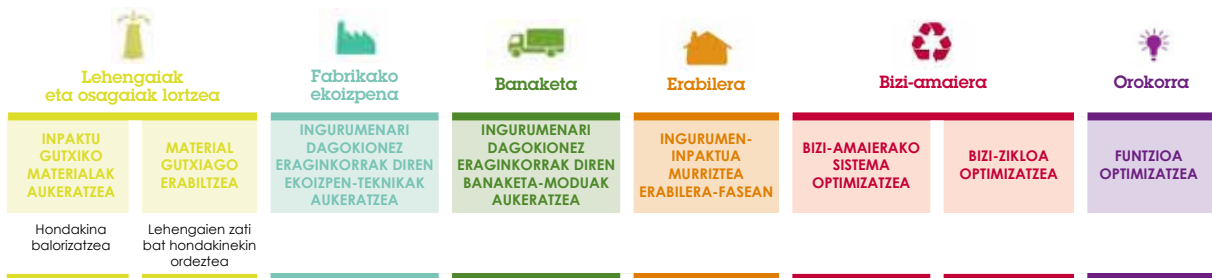 Lehengaiak
eta osagaiak lortzea
Fabrikako
ekoizpena
Banaketa
Erabilera
Bizi-amaiera
Orokorra
INPAKTU
GUTXIKO
MATERIALAK
AUKERATZEA
MATERIAL
GUTXIAGO
ERABILTZEA
INGURUMENARI
DAGOKIONEZ
ERAGINKORRAK DIREN
EKOIZPEN-TEKNIKAK
AUKERATZEA
INGURUMENARI
DAGOKIONEZ
ERAGINKORRAK DIREN
BANAKETA-MODUAK
AUKERATZEA
INGURUMEN-
INPAKTUA
MURRIZTEA
ERABILERA-FASEAN
BIZI-AMAIERAKO
SISTEMA
OPTIMIZATZEA
BIZI-ZIKLOA
OPTIMIZATZEA
FUNTZIOA
OPTIMIZATZEA
Hondakina
balorizatzea
Lehengaien zati
bat hondakinekin
ordeztea